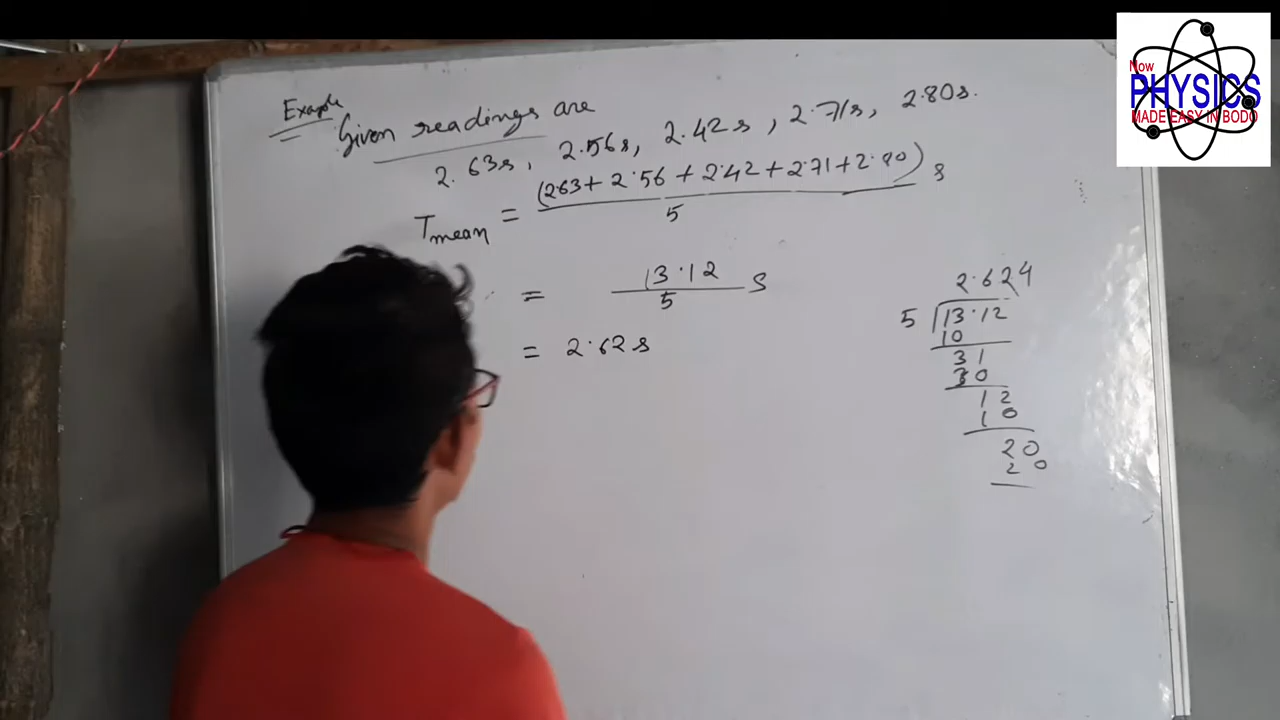 Example
Given readings are
2.63s, 2.56s, 2.42s, 2.71s, 2.80s.
Tmean = (2.63 + 2.56 + 2.42 + 2.71 + 2.80) s
5
= 13.12 s
5
= 2.62s
2.624
5 13.12
10
31
30
12
10
20
20
Now
PHYSICS
MADE EASY IN BODO